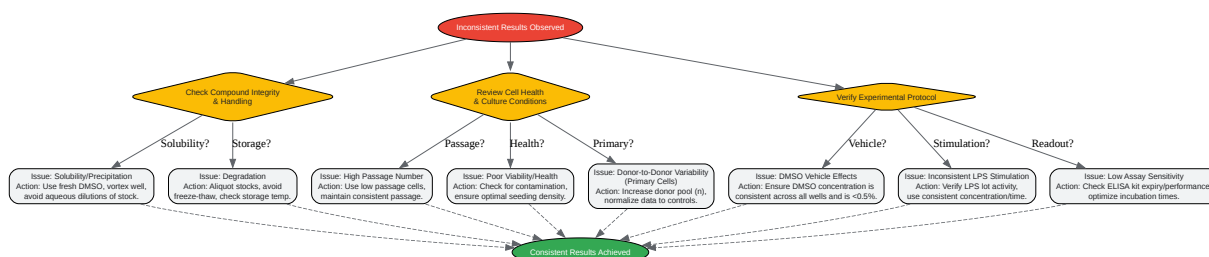 Inconsistent Results Observed
Check Compound Integrity
& Handling
Review Cell Health
& Culture Conditions
Verify Experimental Protocol
Solubility?
Storage?
Passage?
Health?
Primary?
Vehicle?
Stimulation?
Readout?
Issue: Solubility/Precipitation
Action: Use fresh DMSO, vortex well,
avoid aqueous dilutions of stock.
Issue: Degradation
Action: Aliquot stocks, avoid
freeze-thaw, check storage temp.
Issue: High Passage Number
Action: Use low passage cells,
maintain consistent passage.
Issue: Poor Viability/Health
Action: Check for contamination,
ensure optimal seeding density.
Issue: Donor-to-Donor Variability
(Primary Cells)
Action: Increase donor pool (n),
normalize data to controls.
Issue: DMSO Vehicle Effects
Action: Ensure DMSO concentration is
consistent across all wells and is <0.5%.
Issue: Inconsistent LPS Stimulation
Action: Verify LPS lot activity,
use consistent concentration/time.
Issue: Low Assay Sensitivity
Action: Check ELISA kit expiry/performance
optimize incubation times.
Consistent Results Achieved